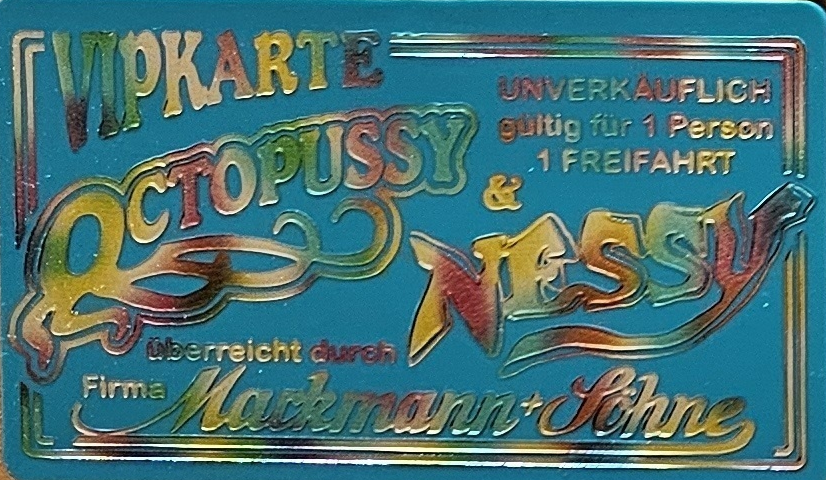 VIPKARTE
UNVERKÄUFLICH
gültig für 1 Person
1 FREIFAHRT
OCTOPUSSY
&
NESSY
überreicht durch
Firma Mackmann + Söhne